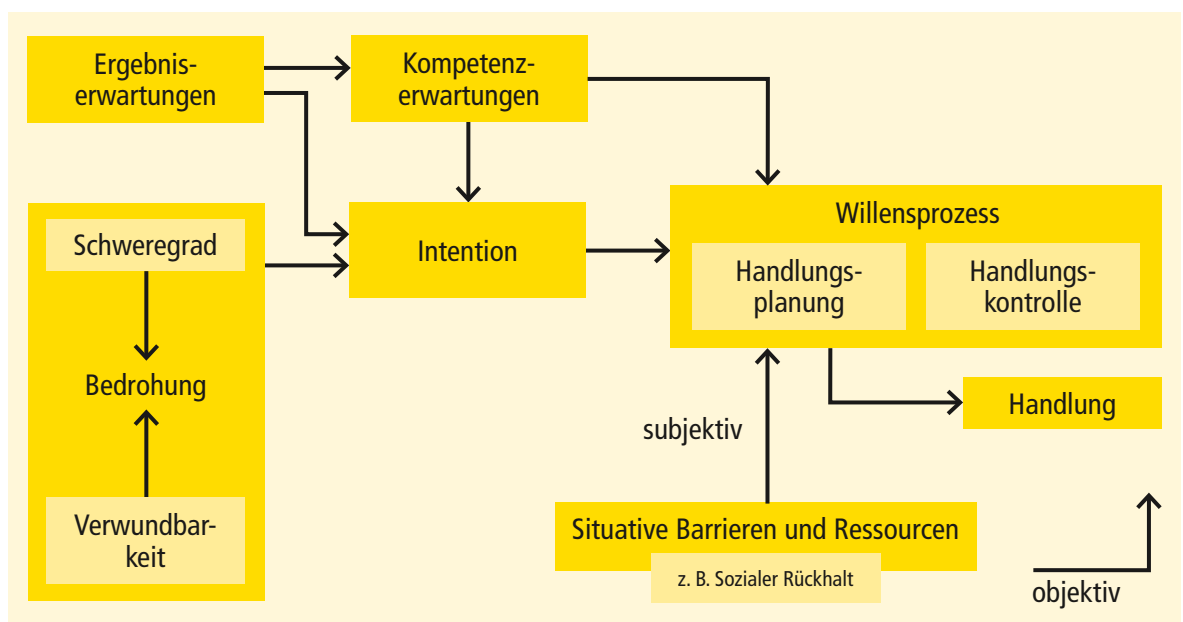 Ergebnis-
erwartungen
Kompetenz-
erwartungen
Schweregrad
Bedrohung
Verwundbar-
keit
Intention
Willensprozess
Handlungs-
planung
Handlungs-
kontrolle
Handlung
subjektiv
Situative Barrieren und Ressourcen
z. B. Sozialer Rückhalt
objektiv